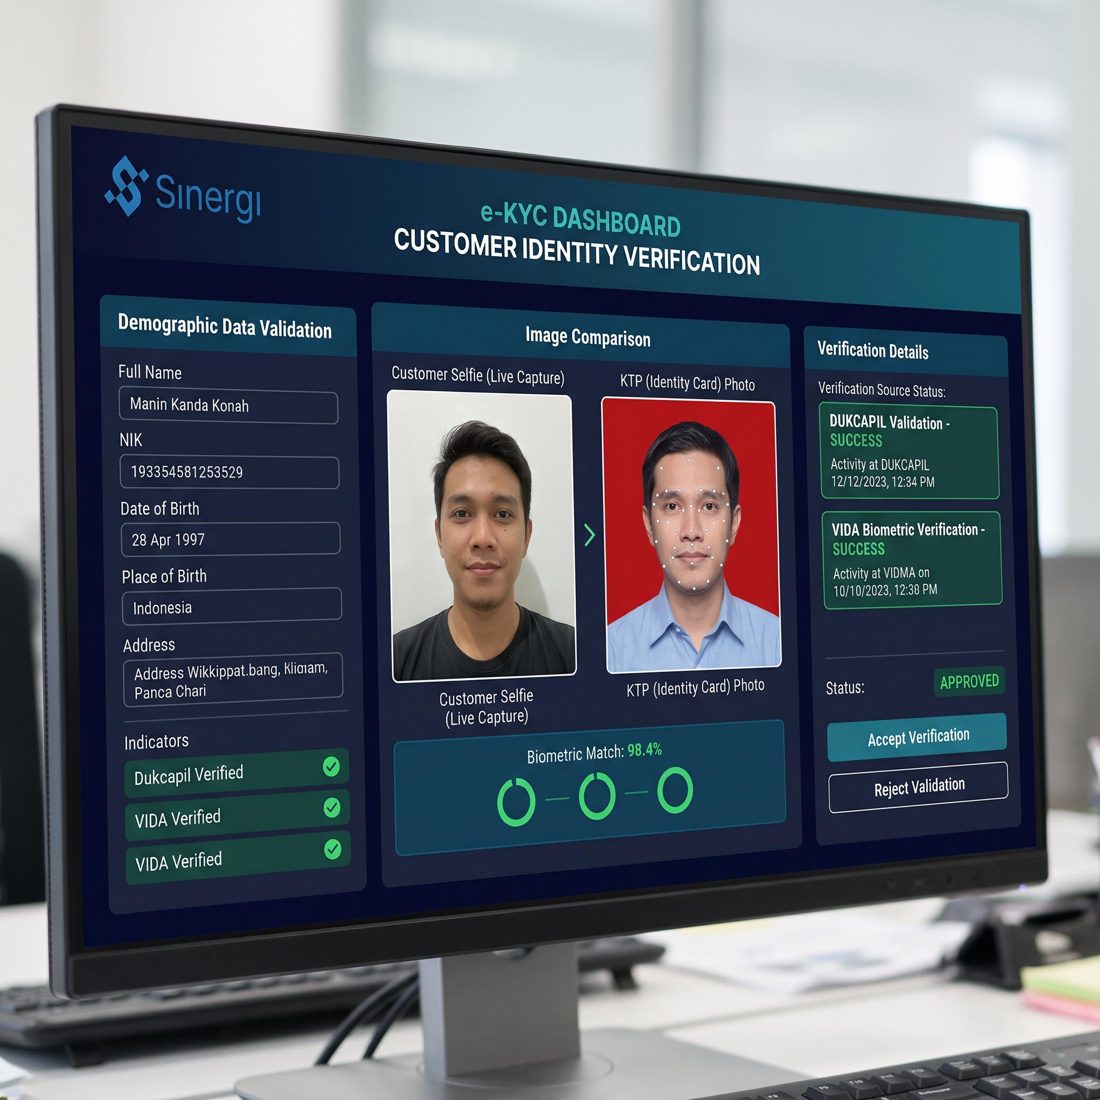 Sinergi
e-KYC DASHBOARD
CUSTOMER IDENTITY VERIFICATION
Demographic Data Validation
Full Name
Manin Kanda Konah
NIK
193354581253529
Date of Birth
28 Apr 1997
Place of Birth
Indonesia
Address
Address Wikkippat.bang,
Panca Chari
Indicators
Dukcapil Verified
VIDA Verified
VIDA Verified
Image Comparison
Customer Selfie (Live Capture)
KTP (Identity Card) Photo
Customer Selfie
(Live Capture)
KTP (Identity Card) Photo
Biometric Match: 98.4%
Verification Details
Verification Source Status:
DUKCAPIL Validation -
SUCCESS
Activity at DUKCAPIL
12/12/2023, 12:34 PM
VIDA Biometric Verification -
SUCCESS
Activity at VIDMA on
10/10/2023, 12:38 PM
Status:
APPROVED
Accept Verification
Reject Validation